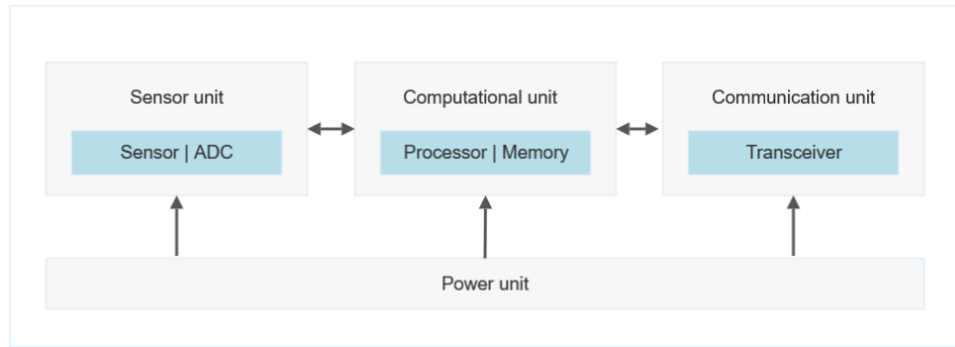 Sensor unit
Computational unit
Communication unit
Sensor | ADC
Processor | Memory
Transceiver
Power unit